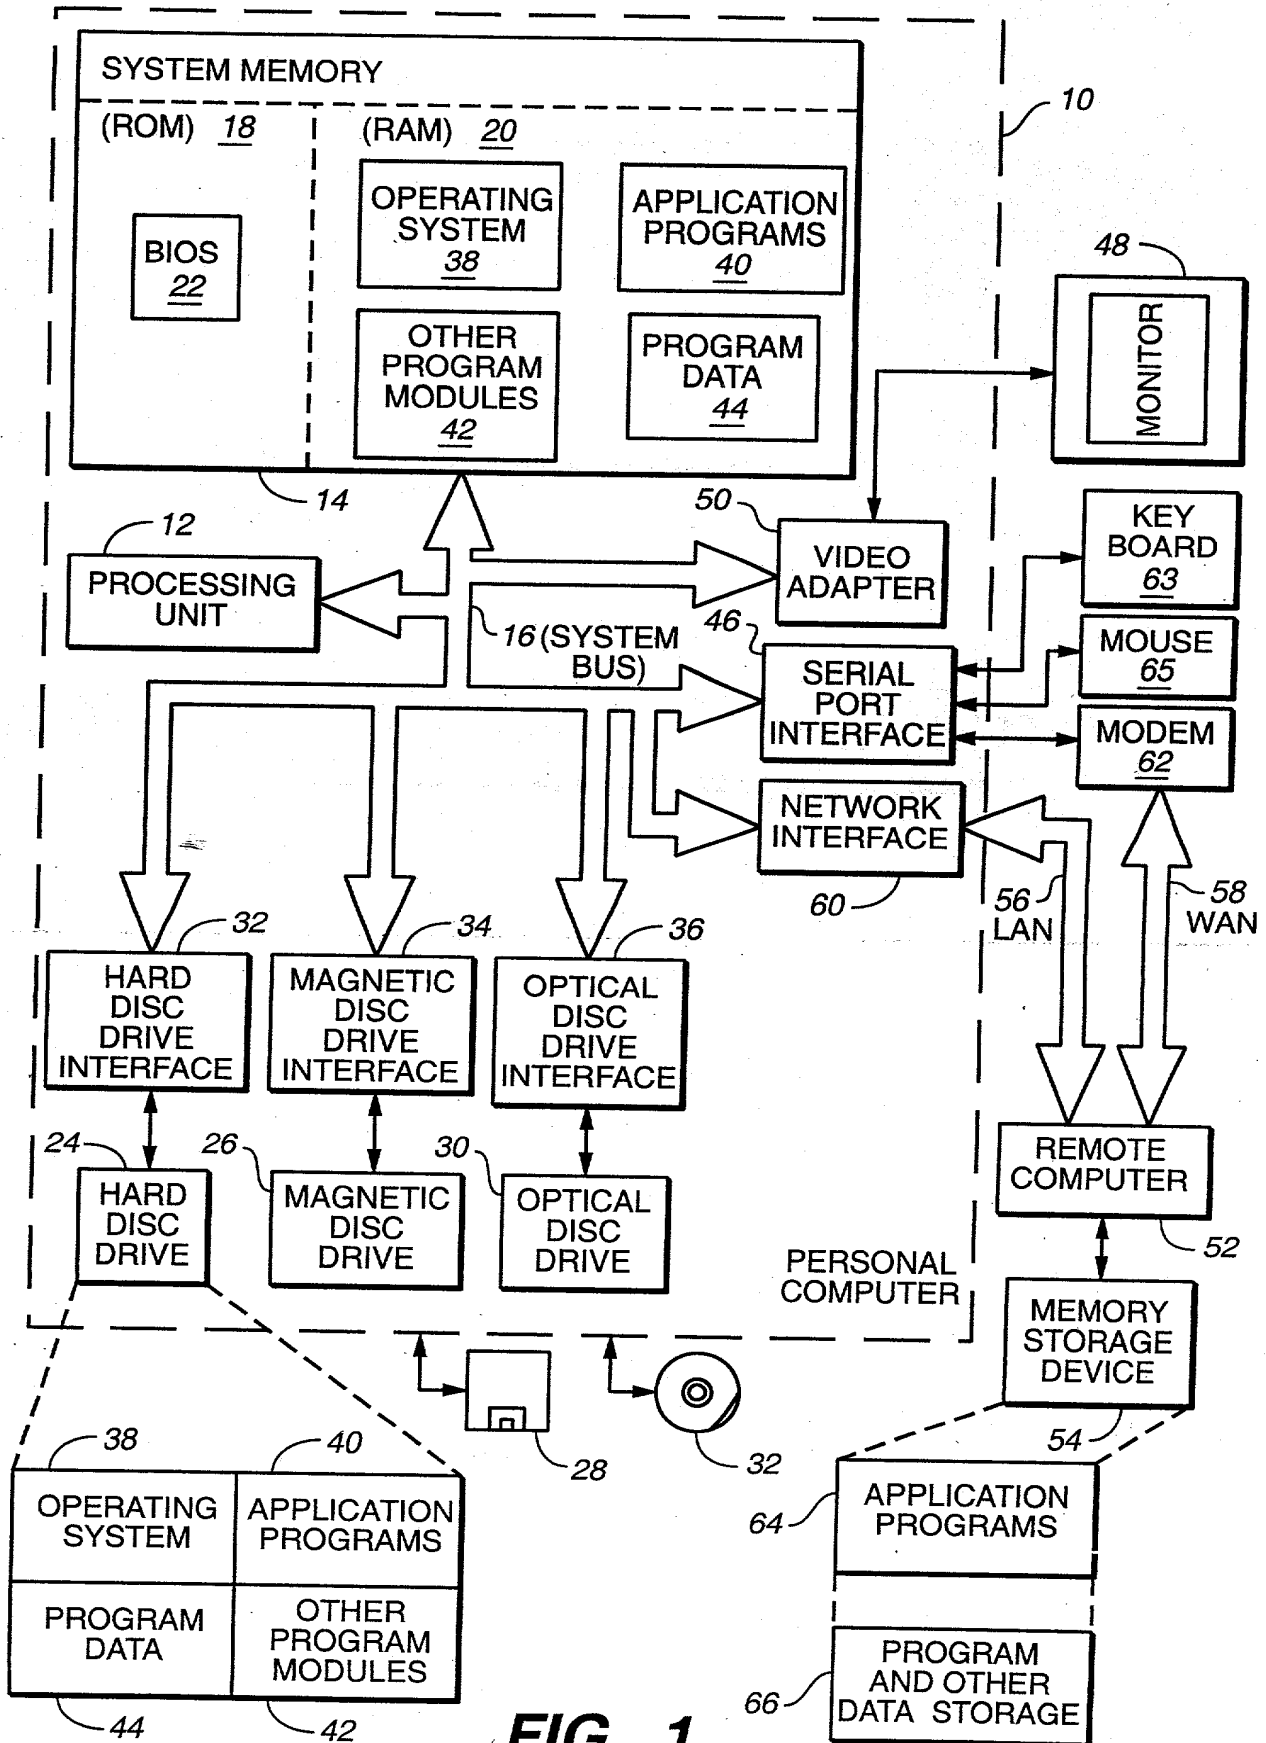 SYSTEM MEMORY
(ROM) 18
(RAM) 20
BIOS
22
OPERATING
SYSTEM
38
APPLICATION
PROGRAMS
40
OTHER
PROGRAM
MODULES
42
PROGRAM
DATA
44
10
48
MONITOR
14
12
PROCESSING
UNIT
50
VIDEO
ADAPTER
KEY
BOARD
63
16 (SYSTEM
BUS)
46
SERIAL
PORT
INTERFACE
MOUSE
65
MODEM
62
NETWORK
INTERFACE
60
56
LAN
58
WAN
32
HARD
DISC
DRIVE
INTERFACE
34
MAGNETIC
DISC
DRIVE
INTERFACE
36
OPTICAL
DISC
DRIVE
INTERFACE
24
HARD
DISC
DRIVE
26
MAGNETIC
DISC
DRIVE
30
OPTICAL
DISC
DRIVE
PERSONAL
COMPUTER
REMOTE
COMPUTER
52
MEMORY
STORAGE
DEVICE
54
28
32
38
OPERATING
SYSTEM
40
APPLICATION
PROGRAMS
PROGRAM
DATA
44
OTHER
PROGRAM
MODULES
42
64
APPLICATION
PROGRAMS
66
PROGRAM
AND OTHER
DATA STORAGE
FIG. 1